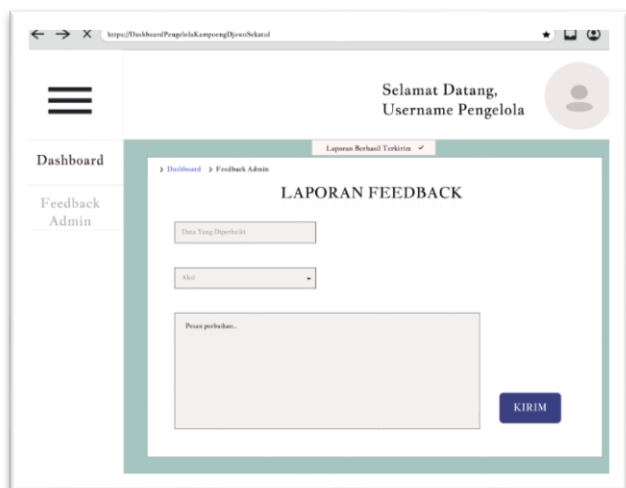 https://DashboardPengelolaKampoengDjowoSekatul
Selamat Datang,
Username Pengelola
Dashboard
Feedback
Admin
Laporan Berhasil Terkirim
Dashboard
Feedback Admin
LAPORAN FEEDBACK
Data Yang Diperbaiki
Aksi
Pesan perbaikan..
KIRIM